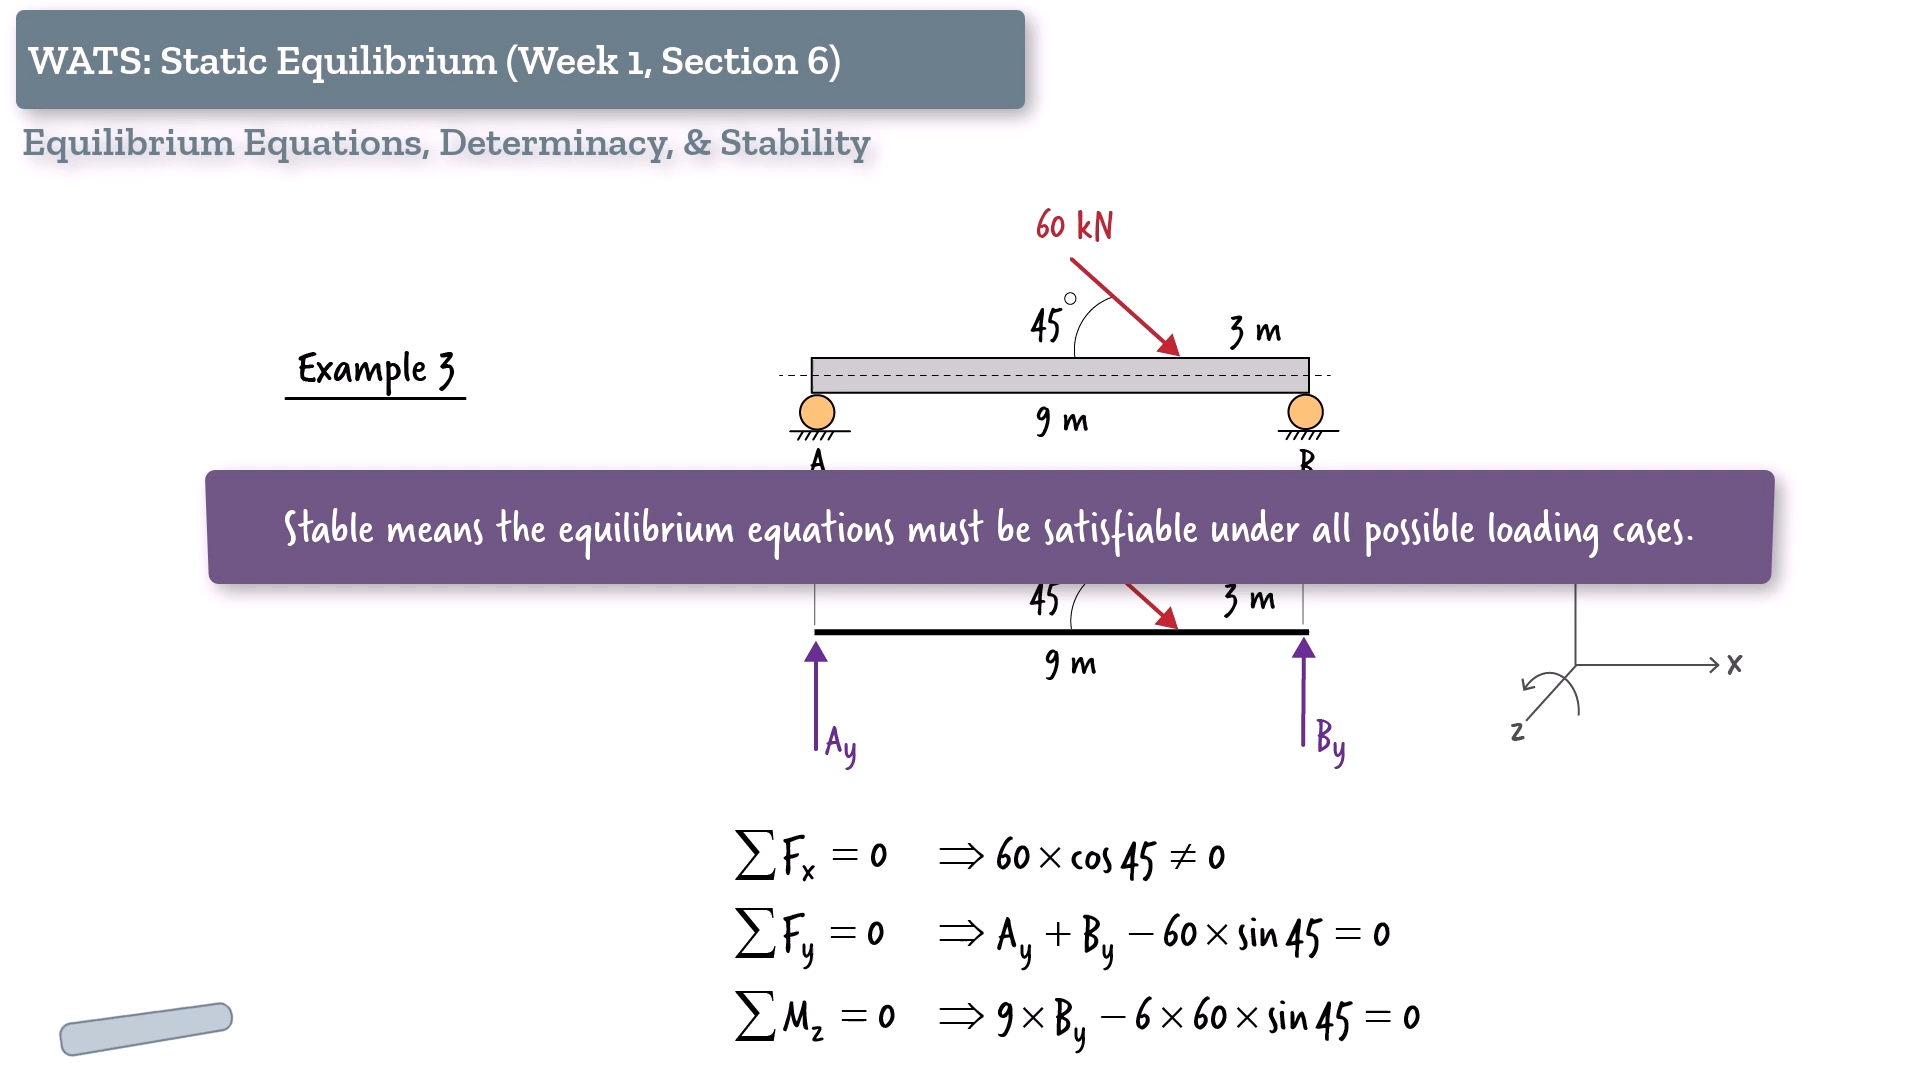 WATS: Static Equilibrium (Week 1, Section 6)
Equilibrium Equations, Determinacy, & Stability
60 kN
45°
3 m
Example 3
9 m
A
B
Stable means the equilibrium equations must be satisfiable under all possible loading cases.
45
3 m
9 m
x
z
Ay
By
∑Fx = 0 ⟹ 60 × cos 45 ≠ 0
∑Fy = 0 ⟹ Ay + By − 60 × sin 45 = 0
∑Mz = 0 ⟹ 9 × By − 6 × 60 × sin 45 = 0